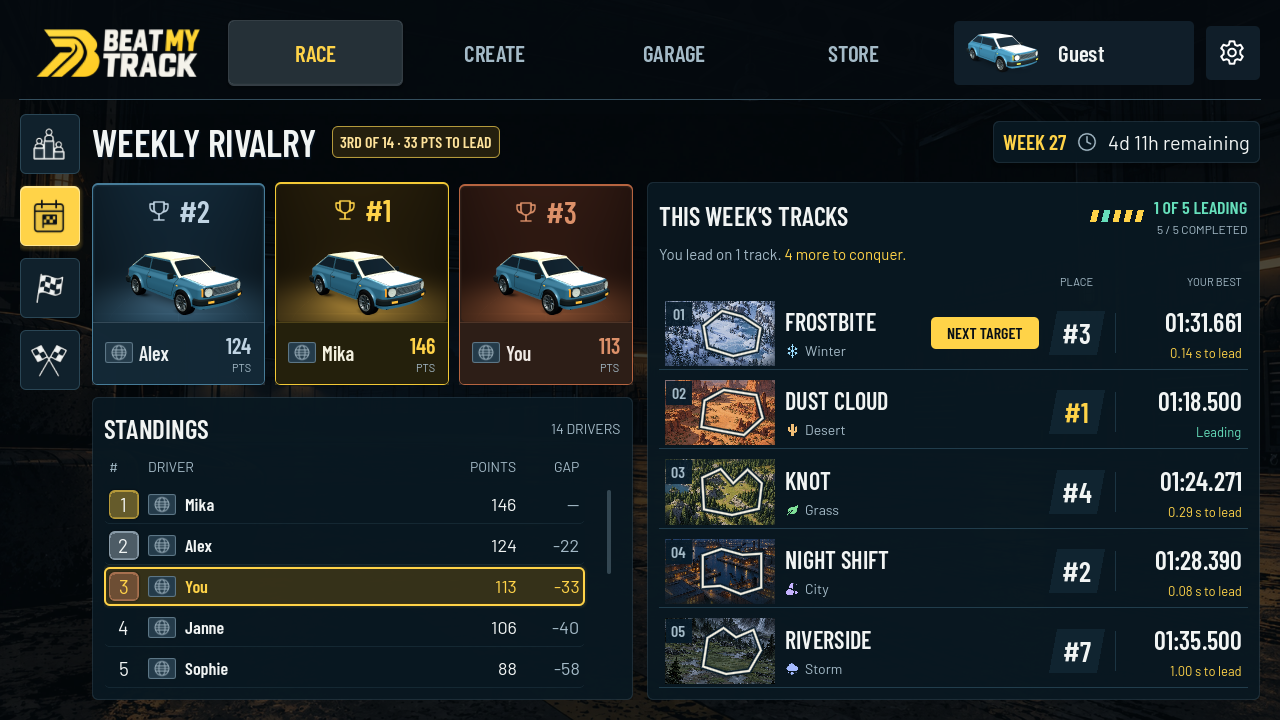 BEATMY
TRACK
RACE
CREATE
GARAGE
STORE
Guest
WEEKLY RIVALRY
3RD OF 14 · 33 PTS TO LEAD
WEEK 27
4d 11h remaining
#2
Alex
124
PTS
#1
Mika
146
PTS
#3
You
113
PTS
STANDINGS
14 DRIVERS
# DRIVER POINTS GAP
1 Mika 146 —
2 Alex 124 -22
3 You 113 -33
4 Janne 106 -40
5 Sophie 88 -58
THIS WEEK'S TRACKS
1 OF 5 LEADING
5 / 5 COMPLETED
You lead on 1 track. 4 more to conquer.
PLACE YOUR BEST
01
FROSTBITE
Winter
NEXT TARGET
#3
01:31.661
0.14 s to lead
02
DUST CLOUD
Desert
#1
01:18.500
Leading
03
KNOT
Grass
#4
01:24.271
0.29 s to lead
04
NIGHT SHIFT
City
#2
01:28.390
0.08 s to lead
05
RIVERSIDE
Storm
#7
01:35.500
1.00 s to lead